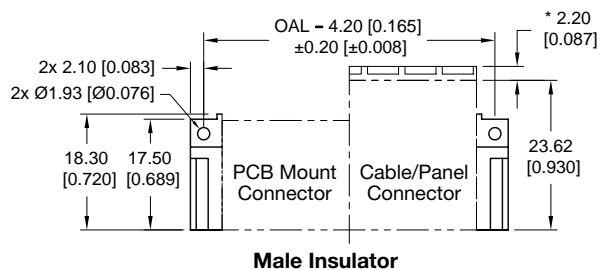 OAL – 4.20 [0.165]
±0.20 [±0.008]
* 2.20
[0.087]
2x 2.10 [0.083]
2x Ø1.93 [Ø0.076]
18.30
[0.720]
17.50
[0.689]
PCB Mount
Connector
Cable/Panel
Connector
23.62
[0.930]
Male Insulator